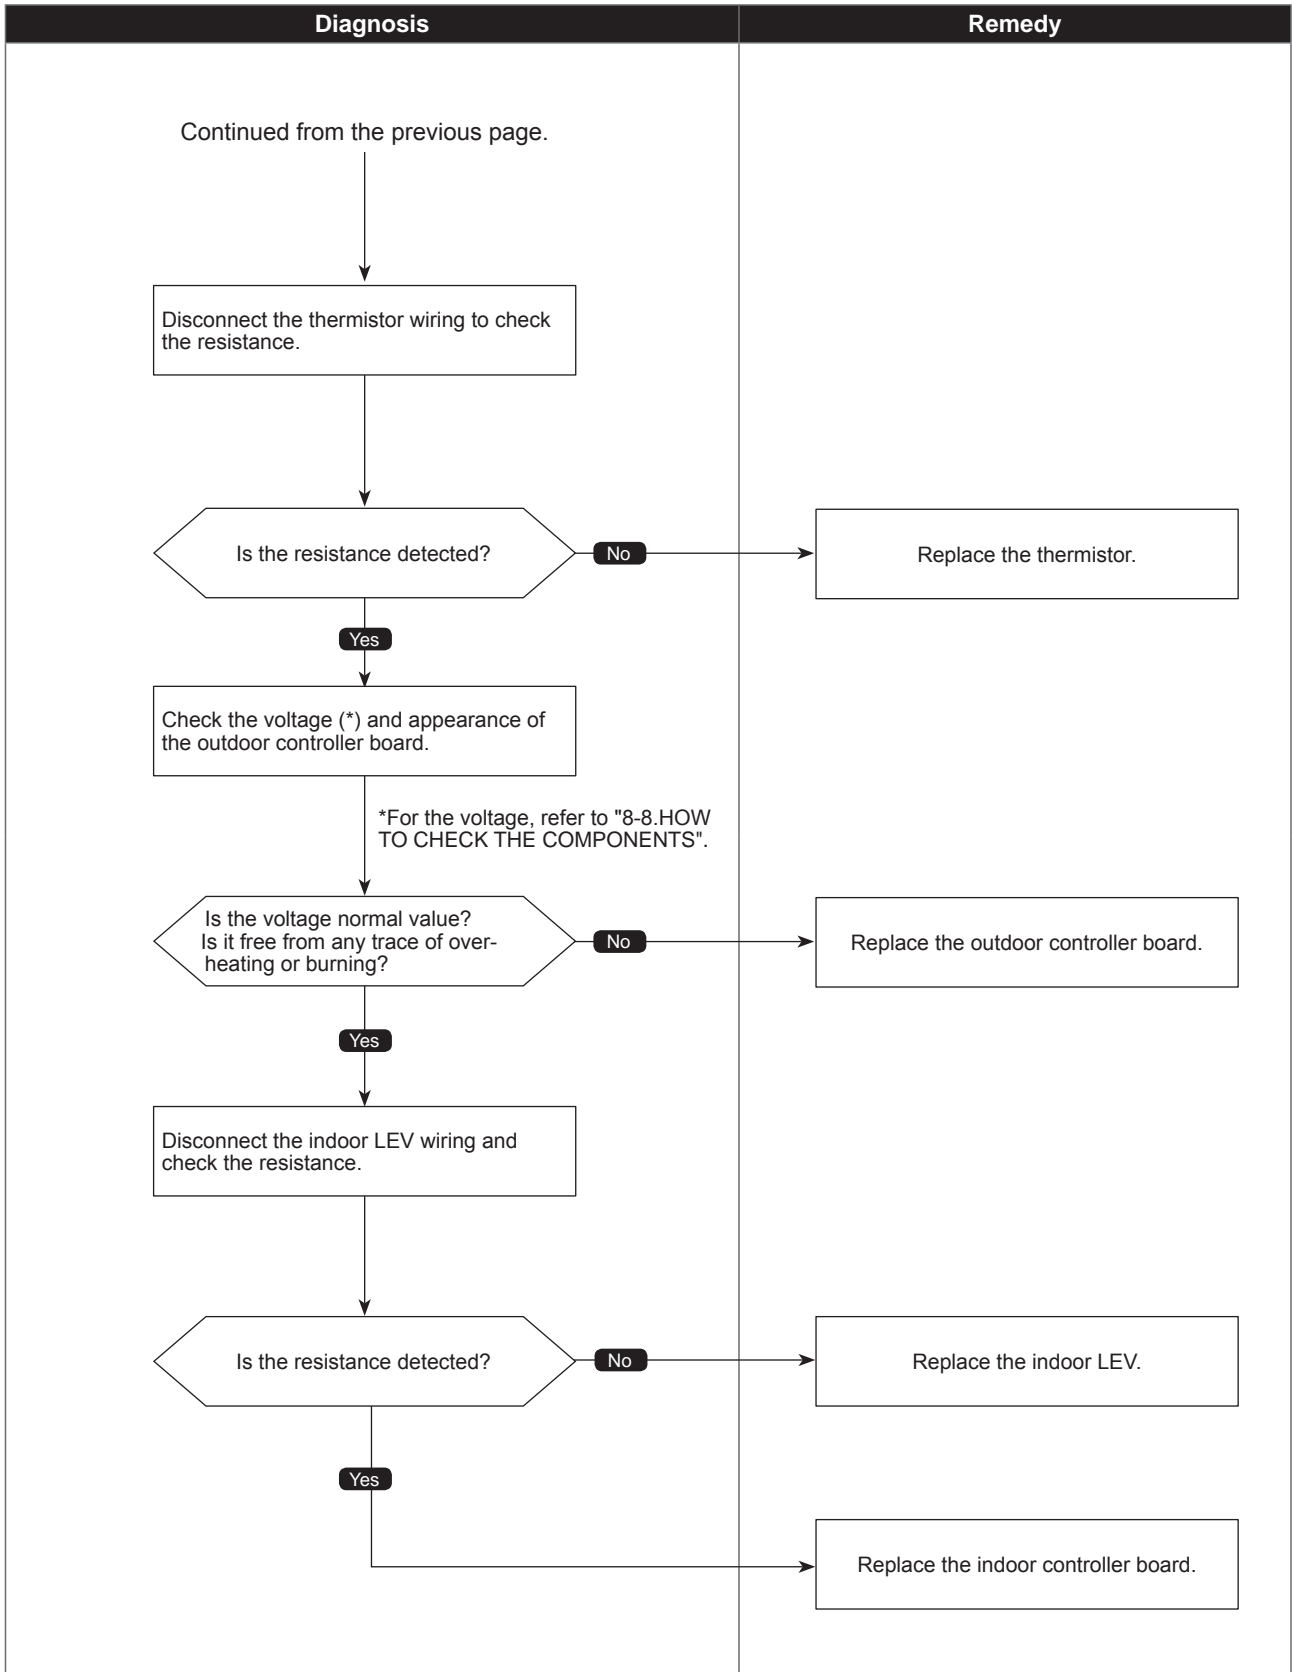 Diagnosis
Remedy
Continued from the previous page.
Disconnect the thermistor wiring to check
the resistance.
Is the resistance detected?
No
Replace the thermistor.
Yes
Check the voltage (*) and appearance of
the outdoor controller board.
*For the voltage, refer to "8-8.HOW
TO CHECK THE COMPONENTS".
Is the voltage normal value?
Is it free from any trace of over-
heating or burning?
No
Replace the outdoor controller board.
Yes
Disconnect the indoor LEV wiring and
check the resistance.
Is the resistance detected?
No
Replace the indoor LEV.
Yes
Replace the indoor controller board.